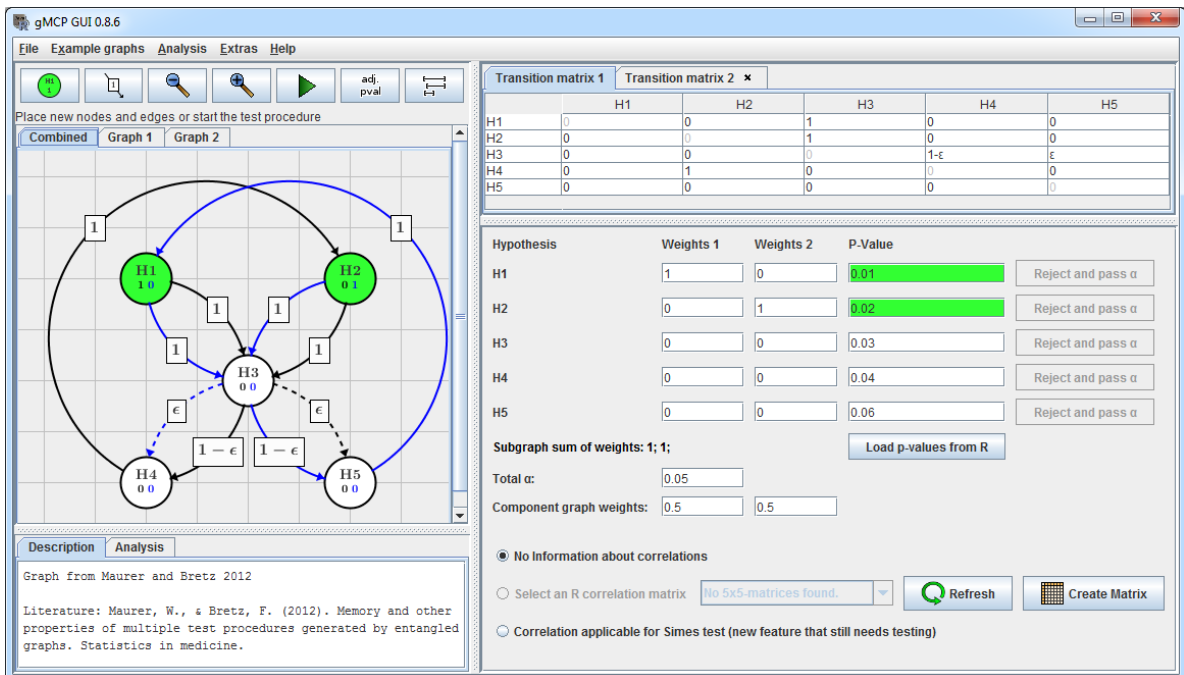 gMCP GUI 0.8.6
File Example graphs Analysis Extras Help
H1
1
1
adj.
pval
Place new nodes and edges or start the test procedure
Combined Graph 1 Graph 2
1 1
H1
1 0
H2
0 1
1 1
1 1
H3
0 0
ϵ ϵ
1 − ϵ 1 − ϵ
H4
0 0
H5
0 0
Description Analysis
Graph from Maurer and Bretz 2012
Literature: Maurer, W., & Bretz, F. (2012). Memory and other
properties of multiple test procedures generated by entangled
graphs. Statistics in medicine.
Transition matrix 1 Transition matrix 2 ×
H1 H2 H3 H4 H5
H1 0 0 1 0 0
H2 0 0 1 0 0
H3 0 0 0 1-ε ε
H4 0 1 0 0 0
H5 0 0 0 0 0
Hypothesis Weights 1 Weights 2 P-Value
H1 1 0 0.01 Reject and pass α
H2 0 1 0.02 Reject and pass α
H3 0 0 0.03 Reject and pass α
H4 0 0 0.04 Reject and pass α
H5 0 0 0.06 Reject and pass α
Subgraph sum of weights: 1; 1; Load p-values from R
Total α: 0.05
Component graph weights: 0.5 0.5
No Information about correlations
Select an R correlation matrix No 5x5-matrices found. Refresh Create Matrix
Correlation applicable for Simes test (new feature that still needs testing)